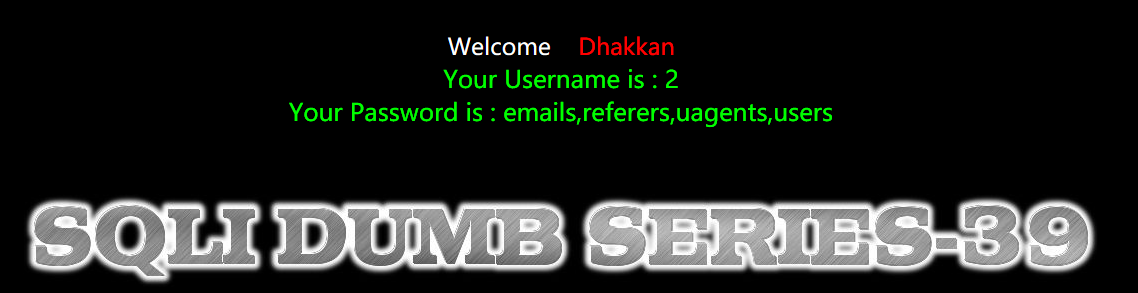 Welcome Dhakkan
Your Username is : 2
Your Password is : emails,referers,uagents,users
SQLI DUMB SERIES-39